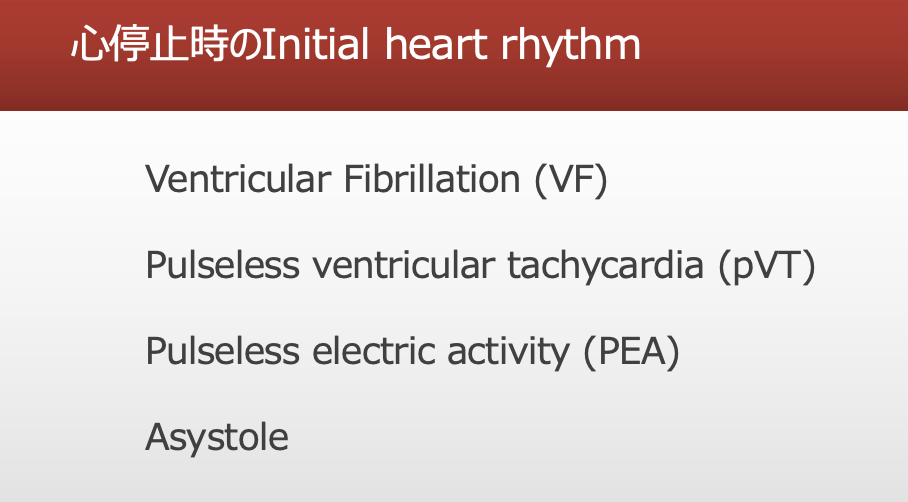 心停止時のInitial heart rhythm
Ventricular Fibrillation (VF)
Pulseless ventricular tachycardia (pVT)
Pulseless electric activity (PEA)
Asystole